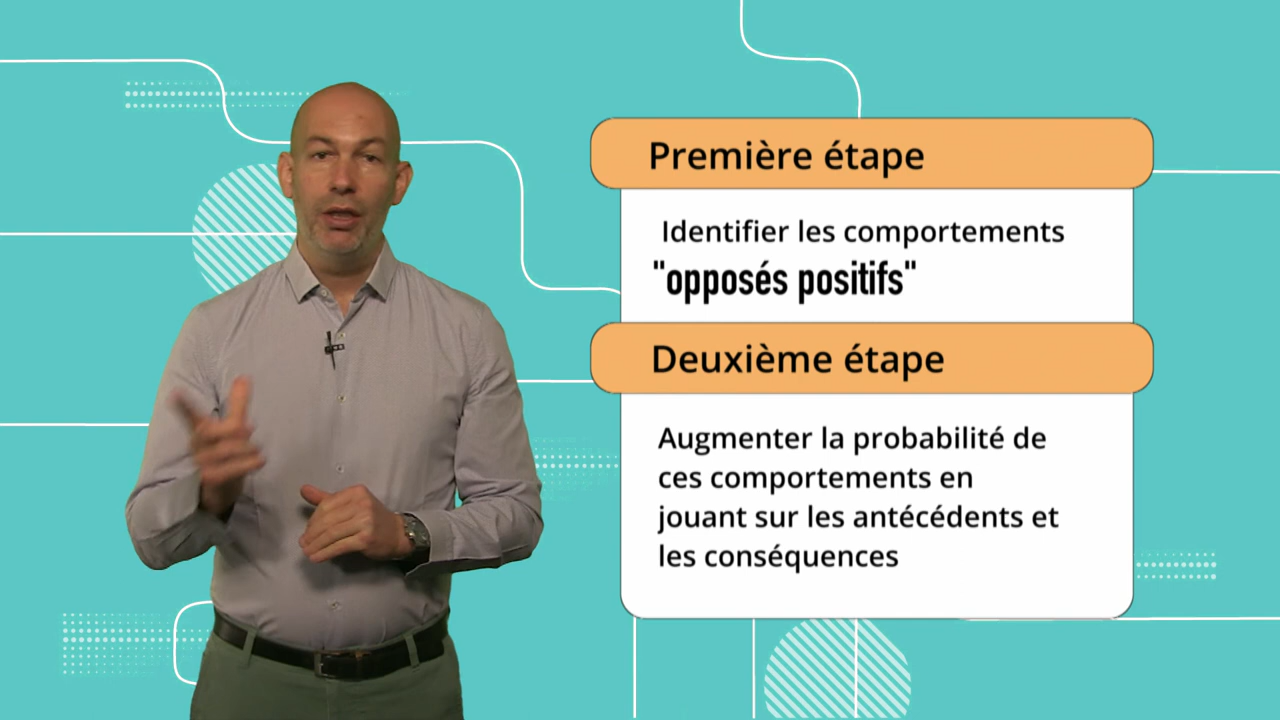 Première étape
Identifier les comportements
"opposés positifs"
Deuxième étape
Augmenter la probabilité de
ces comportements en
jouant sur les antécédents et
les conséquences